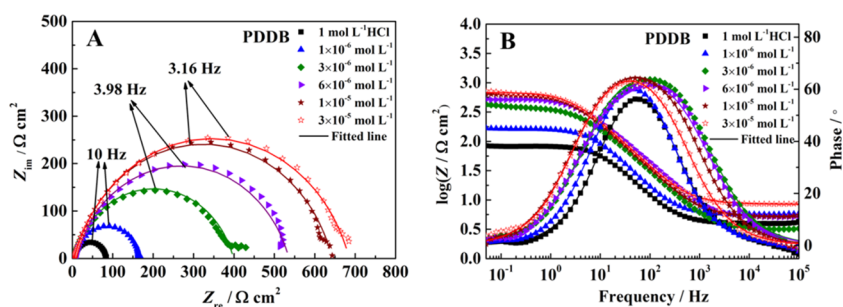 A
PDDB
500
400
300
200
100
0
0 100 200 300 400 500 600 700 800
Z_im / Ω cm²
Z_re / Ω cm²
3.16 Hz
3.98 Hz
10 Hz
1 mol L⁻¹HCl
1×10⁻⁶ mol L⁻¹
3×10⁻⁶ mol L⁻¹
6×10⁻⁶ mol L⁻¹
1×10⁻⁵ mol L⁻¹
3×10⁻⁵ mol L⁻¹
Fitted line
B
PDDB
4.0
3.5
3.0
2.5
2.0
1.5
1.0
0.5
0.0
10⁻¹ 10⁰ 10¹ 10² 10³ 10⁴ 10⁵
log(Z / Ω cm²)
Frequency / Hz
1 mol L⁻¹HCl
1×10⁻⁶ mol L⁻¹
3×10⁻⁶ mol L⁻¹
6×10⁻⁶ mol L⁻¹
1×10⁻⁵ mol L⁻¹
3×10⁻⁵ mol L⁻¹
Fitted line
80
60
40
20
0
Phase / °